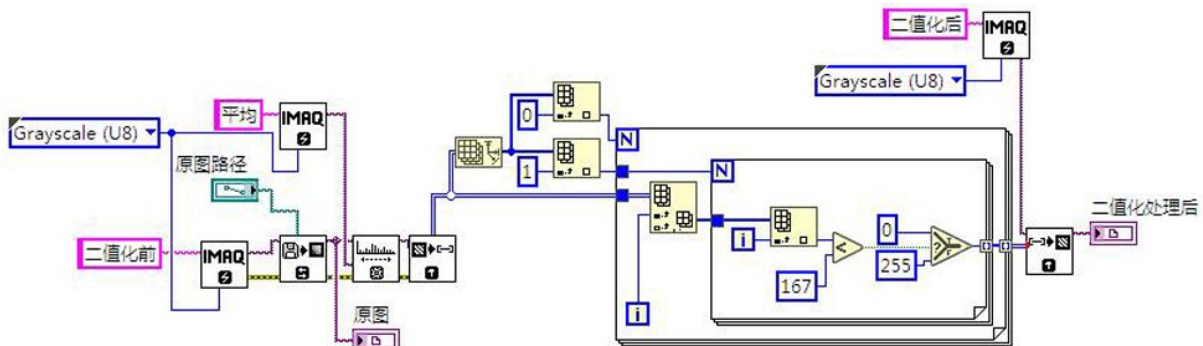 二值化后
IMAQ
Grayscale (U8)
平均
IMAQ
Grayscale (U8)
原图路径
0
N
1
N
二值化前
IMAQ
i
<
0
255
?
T
F
167
i
二值化处理后
原图